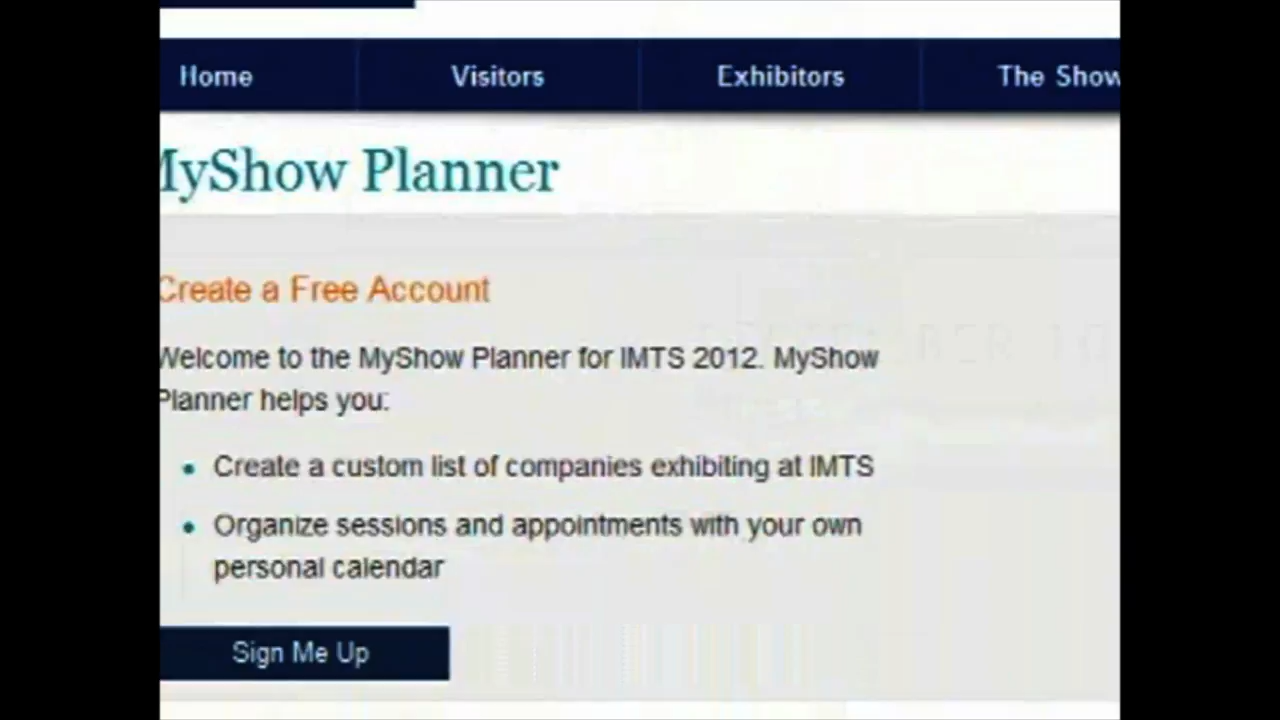 Home Visitors Exhibitors The Show
MyShow Planner
Create a Free Account
Welcome to the MyShow Planner for IMTS 2012. MyShow
Planner helps you:
• Create a custom list of companies exhibiting at IMTS
• Organize sessions and appointments with your own
personal calendar
Sign Me Up